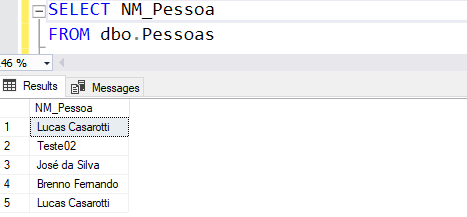 SELECT NM_Pessoa
FROM dbo.Pessoas
46 %
Results Messages
NM_Pessoa
1 Lucas Casarotti
2 Teste02
3 José da Silva
4 Brenno Fernando
5 Lucas Casarotti